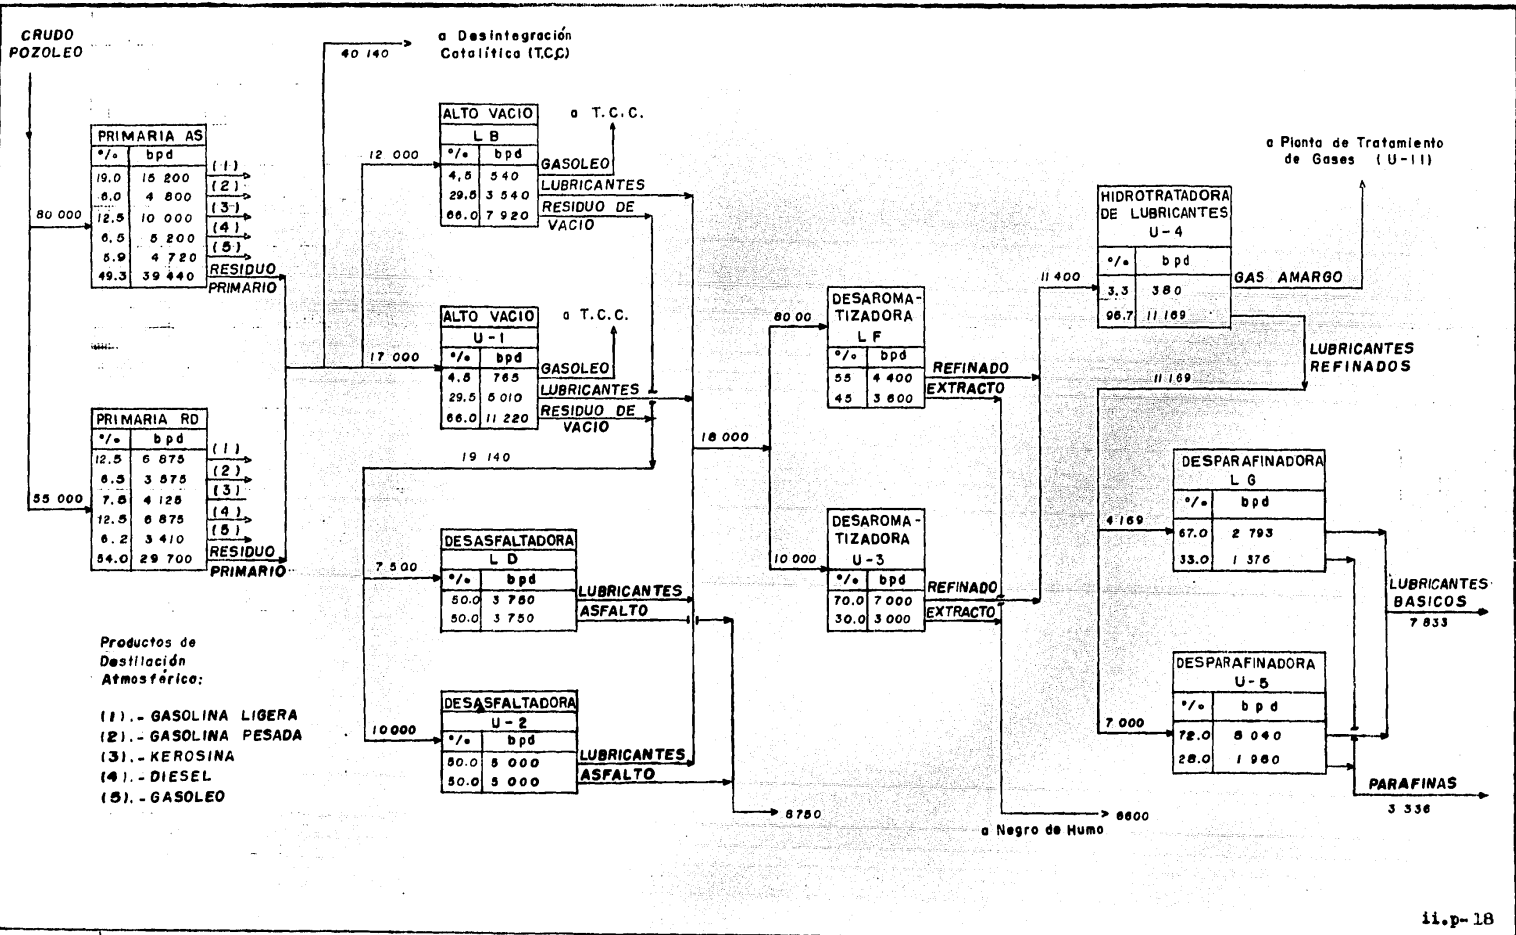 CRUDO
POZOLEO
80 000
55 000
PRIMARIA AS
% bpd
19.0 15 200 (1)
6.0 4 800 (2)
12.5 10 000 (3)
6.5 5 200 (4)
5.9 4 720 (5)
49.3 39 440 RESIDUO
PRIMARIO
PRIMARIA RD
% bpd
12.5 6 875 (1)
6.5 3 575 (2)
7.5 4 125 (3)
12.5 6 875 (4)
6.2 3 410 (5)
54.0 29 700 RESIDUO
PRIMARIO
Productos de
Destilación
Atmosférica:
(1).- GASOLINA LIGERA
(2).- GASOLINA PESADA
(3).- KEROSINA
(4).- DIESEL
(5).- GASOLEO
40 140
a Desintegración
Catalítica (T.C.C)
12 000
17 000
ALTO VACIO
L B
% bpd
4.5 540 GASOLEO
29.5 3 540 LUBRICANTES
66.0 7 920 RESIDUO DE
VACIO
a T.C.C.
ALTO VACIO
U-1
% bpd
4.5 765 GASOLEO
29.5 5 010 LUBRICANTES
66.0 11 220 RESIDUO DE
VACIO
a T.C.C.
19 140
7 500
10 000
DESASFALTADORA
L D
% bpd
50.0 3 750 LUBRICANTES
50.0 3 750 ASFALTO
DESASFALTADORA
U-2
% bpd
50.0 5 000 LUBRICANTES
50.0 5 000 ASFALTO
8750
18 000
80 00
10 000
DESAROMA-
TIZADORA
L F
% bpd
55 4 400 REFINADO
45 3 600 EXTRACTO
DESAROMA-
TIZADORA
U-3
% bpd
70.0 7 000 REFINADO
30.0 3 000 EXTRACTO
6600
a Negro de Humo
11 400
HIDROTRATADORA
DE LUBRICANTES
U-4
% bpd
3.3 380 GAS AMARGO
96.7 11 169
a Planta de Tratamiento
de Gases (U-11)
LUBRICANTES
REFINADOS
11 169
4 169
7 000
DESPARAFINADORA
L G
% bpd
67.0 2 793
33.0 1 376
DESPARAFINADORA
U-5
% bpd
72.0 5 040
28.0 1 960
LUBRICANTES
BASICOS
7 833
PARAFINAS
3 336
ii.p-18